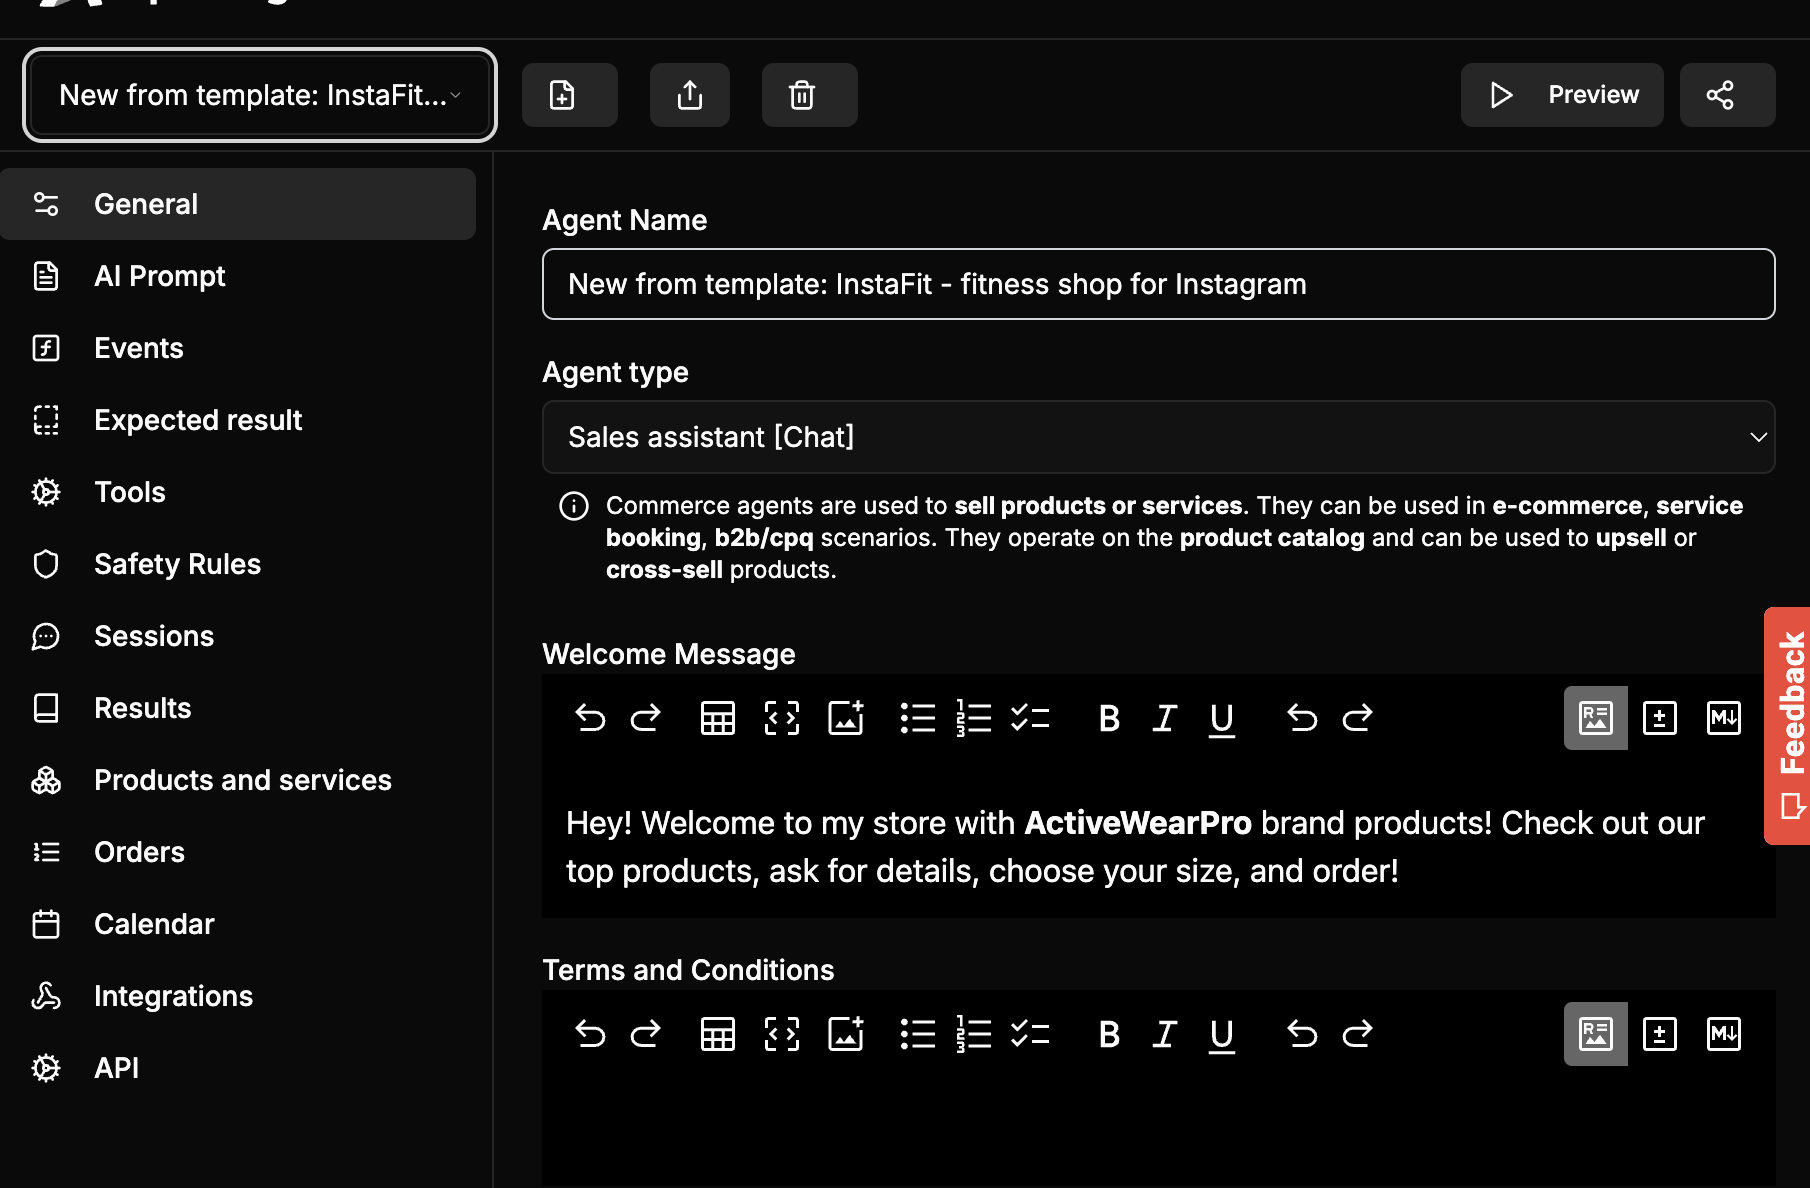 New from template: InstaFit...
Preview
General
AI Prompt
Events
Expected result
Tools
Safety Rules
Sessions
Results
Products and services
Orders
Calendar
Integrations
API
Agent Name
New from template: InstaFit - fitness shop for Instagram
Agent type
Sales assistant [Chat]
Commerce agents are used to sell products or services. They can be used in e-commerce, service
booking, b2b/cpq scenarios. They operate on the product catalog and can be used to upsell or
cross-sell products.
Welcome Message
Hey! Welcome to my store with ActiveWearPro brand products! Check out our
top products, ask for details, choose your size, and order!
Terms and Conditions
Feedback